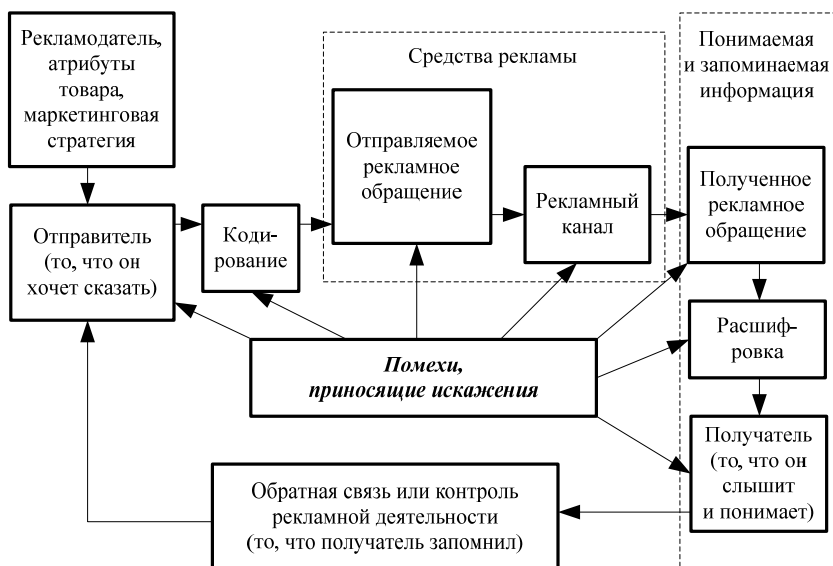 Рекламодатель,
атрибуты
товара,
маркетинговая
стратегия
Средства рекламы
Понимаемая
и запоминаемая
информация
Отправляемое
рекламное
обращение
Рекламный
канал
Полученное
рекламное
обращение
Отправитель
(то, что он
хочет сказать)
Коди-
рование
Помехи,
приносящие искажения
Расшиф-
ровка
Получатель
(то, что он
слышит
и понимает)
Обратная связь или контроль
рекламной деятельности
(то, что получатель запомнил)